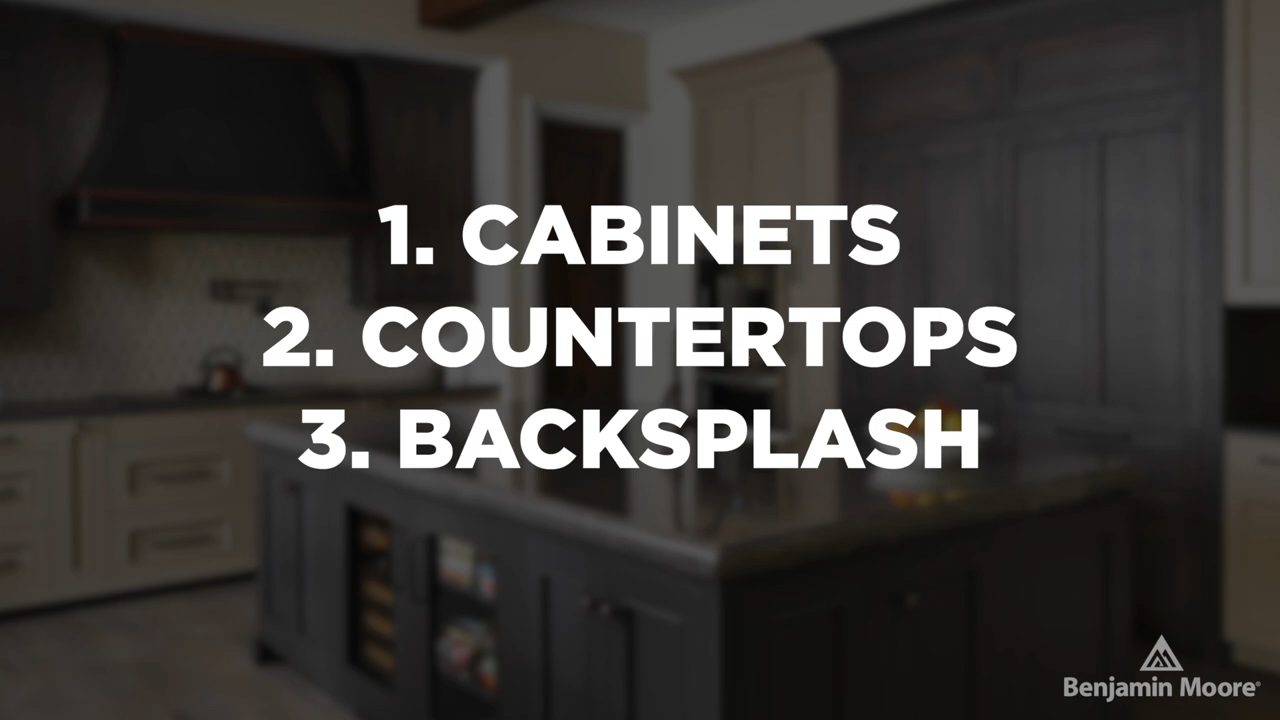 1. CABINETS
2. COUNTERTOPS
3. BACKSPLASH
Benjamin Moore®